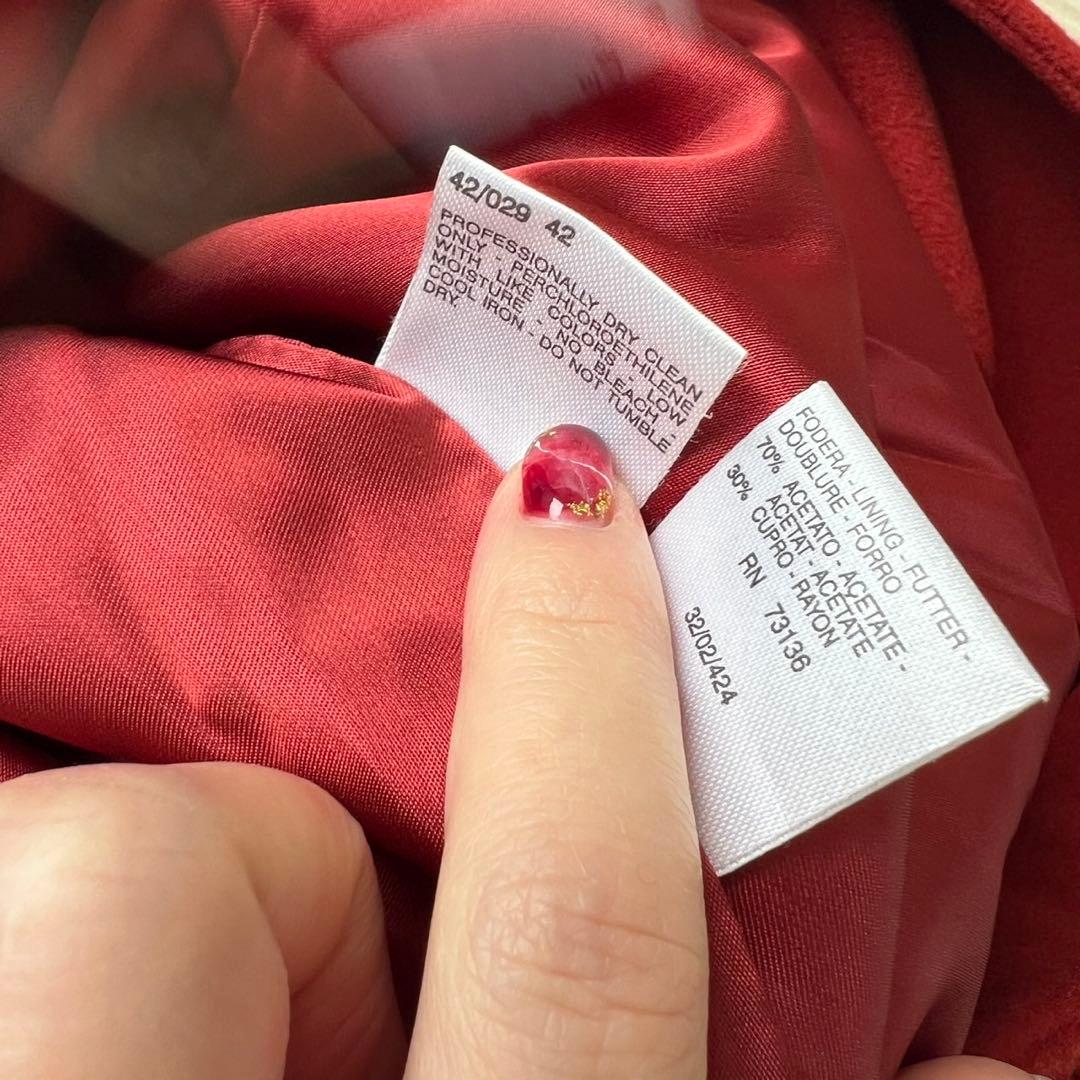 42/029 42
PROFESSIONALLY DRY CLEAN
ONLY - PERCHLOROETHILENE
WITH LIKE COLORS - LOW
MOISTURE - NO BLEACH -
COOL IRON - DO NOT TUMBLE
DRY
FODERA - LINING - FUTTER -
DOUBLURE - FORRO
70% ACETATO - ACETATE -
ACETAT - ACETATE
30% CUPRO - RAYON
RN 73136
32/02/424